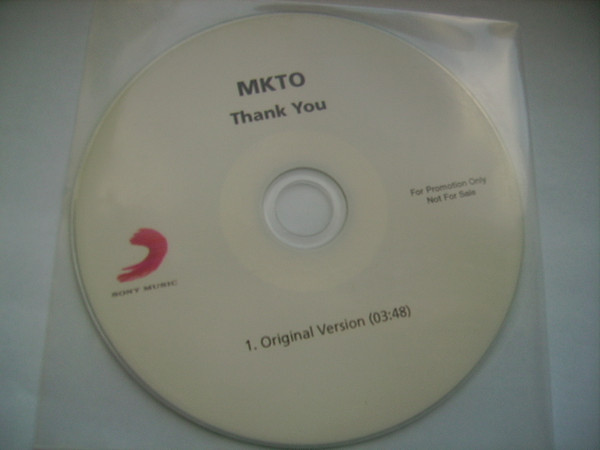 MKTO
Thank You
For Promotion Only
Not For Sale
SONY MUSIC
1. Original Version (03:48)